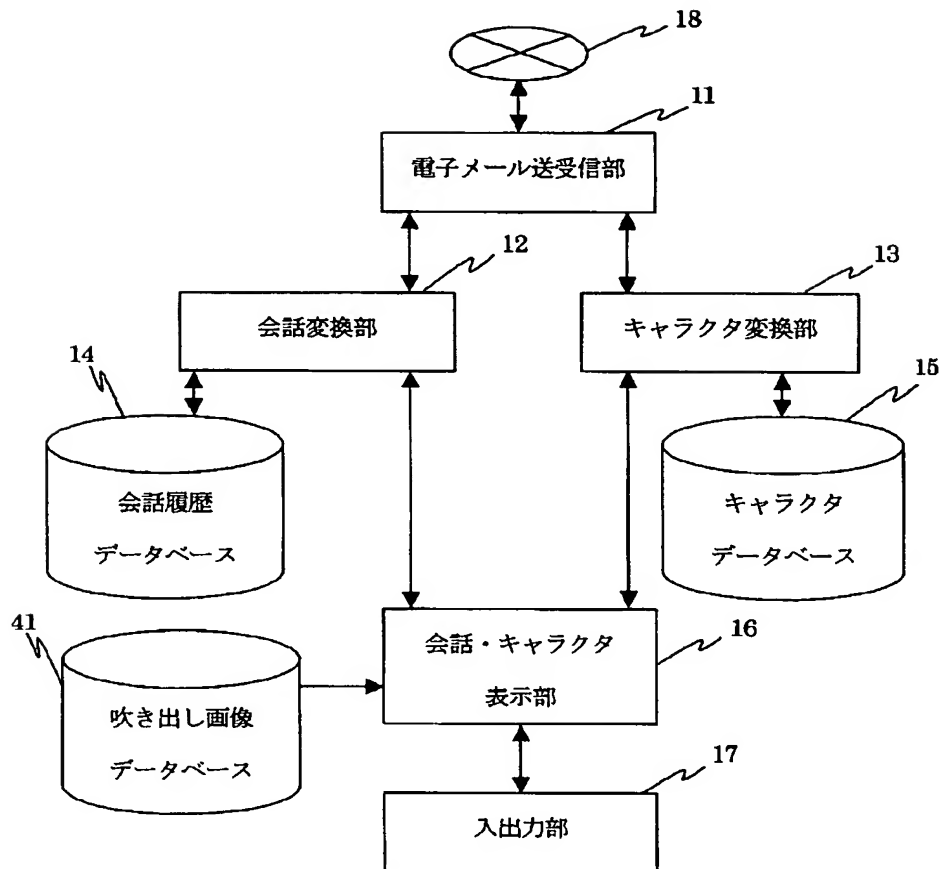 18
11
電子メール送受信部
12
13
会話変換部
キャラクタ変換部
14
15
会話履歴
データベース
キャラクタ
データベース
41
16
会話・キャラクタ
表示部
吹き出し画像
データベース
17
入出力部